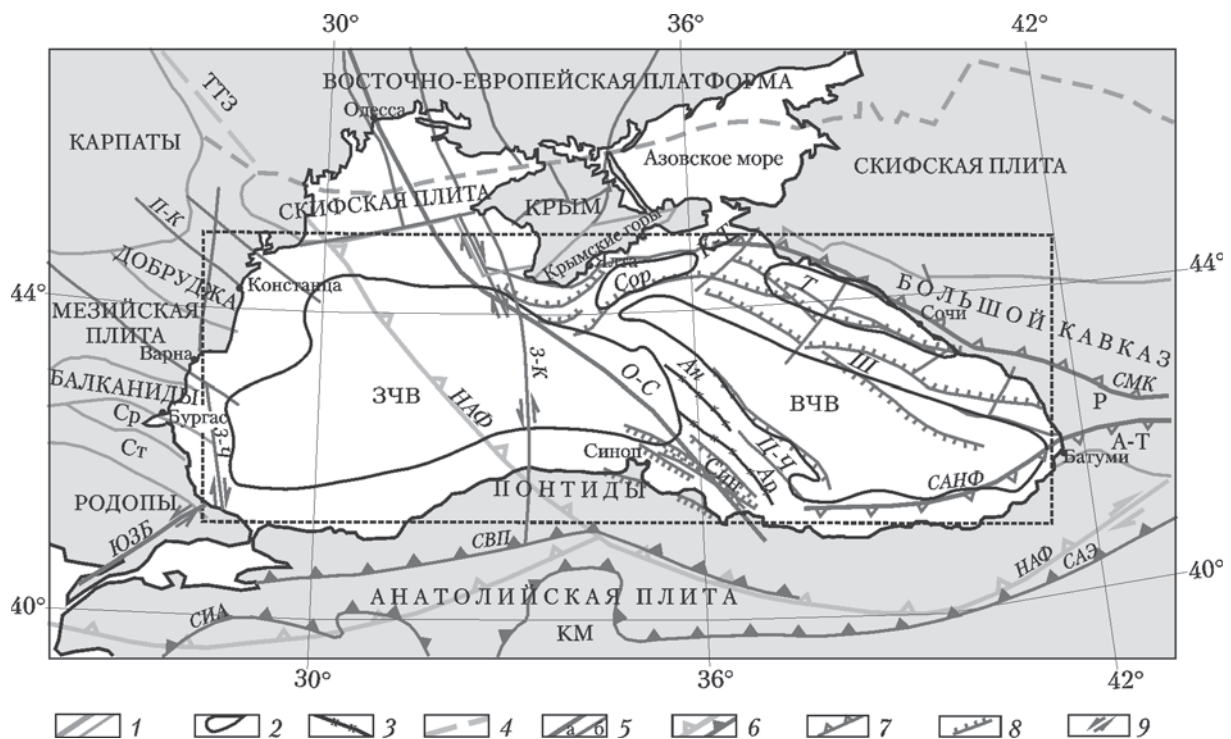 30°
36°
42°
ВОСТОЧНО-ЕВРОПЕЙСКАЯ ПЛАТФОРМА
ТТЗ
Одесса
КАРПАТЫ
Азовское море
СКИФСКАЯ ПЛИТА
СКИФСКАЯ ПЛИТА
КРЫМ
П-К
Крымские горы
К-Т
Ялта
ДОБРУДЖА
Констанца
Сор.
Т
БОЛЬШОЙ КАВКАЗ
44°
44°
МЕЗИЙСКАЯ
ПЛИТА
Сочи
Варна
З-К
Ан
Ш
БАЛКАНИДЫ
О-С
СМК
ЗЧВ
НАФ
ВЧВ
Р
Ср
Бургас
З-Ч
А-Т
Ст
Синоп
Ц-Ч
Батуми
Син
Ар
САНФ
РОДОПЫ
ПОНТИДЫ
ЮЗБ
СВП
НАФ
САЭ
40°
40°
СИА
АНАТОЛИЙСКАЯ ПЛИТА
КМ
30°
36°
42°
1
2
3
4
а б 5
6
7
8
9